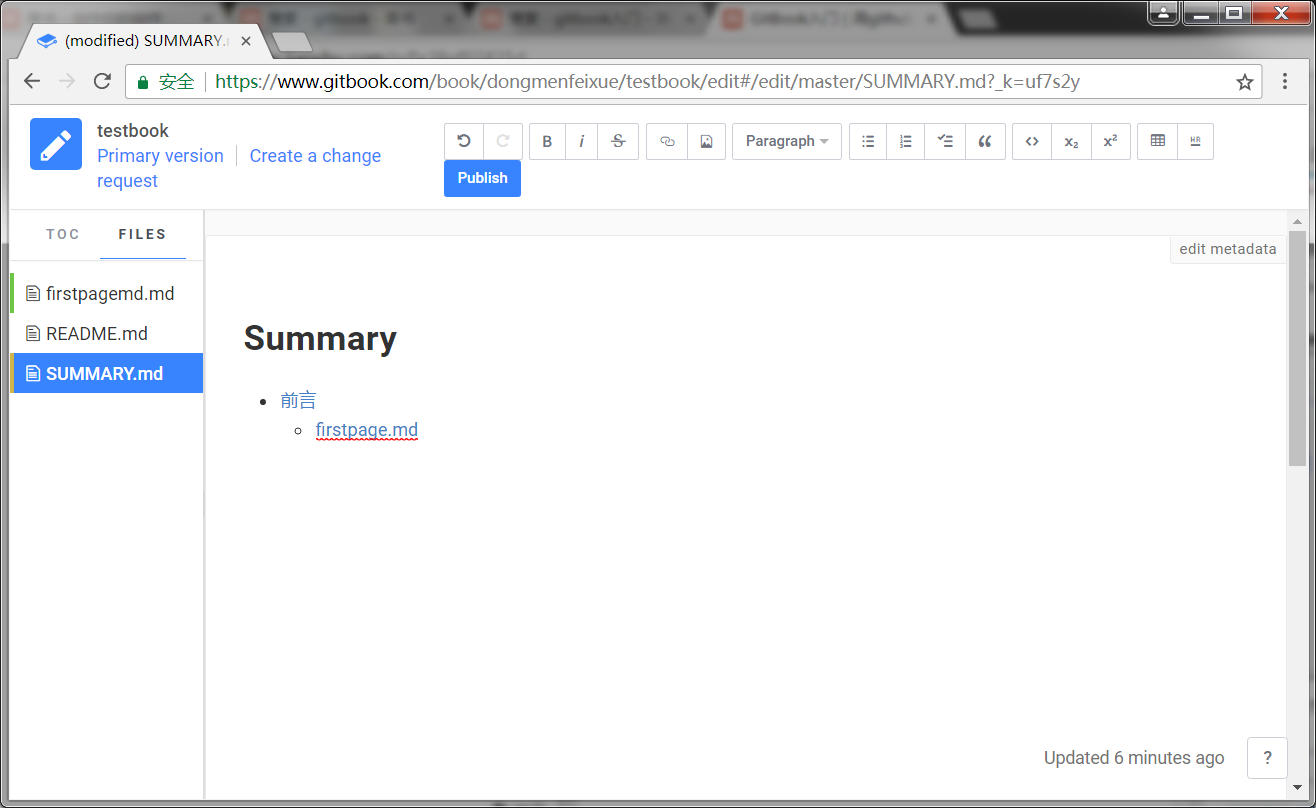 (modified) SUMMARY.
安全 https://www.gitbook.com/book/dongmenfeixue/testbook/edit#/edit/master/SUMMARY.md?_k=uf7s2y
testbook
Primary version Create a change
request
B i S Paragraph x₂ x² HR
Publish
TOC FILES
edit metadata
firstpagemd.md
README.md
SUMMARY.md
Summary
前言
firstpage.md
Updated 6 minutes ago ?